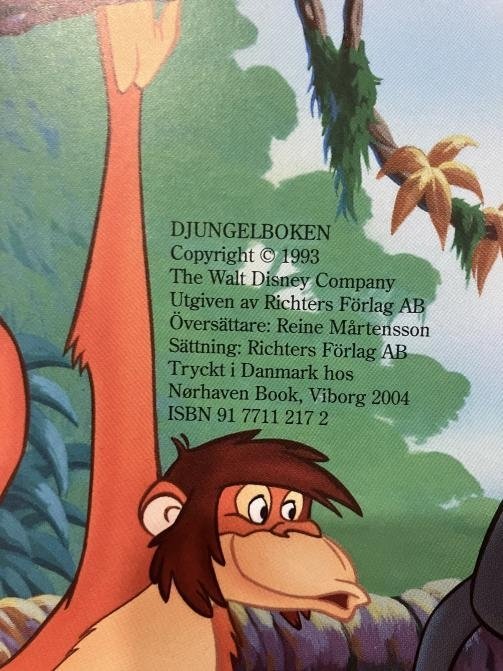 DJUNGELBOKEN
Copyright © 1993
The Walt Disney Company
Utgiven av Richters Förlag AB
Översättare: Reine Mårtensson
Sättning: Richters Förlag AB
Tryckt i Danmark hos
Nørhaven Book, Viborg 2004
ISBN 91 7711 217 2